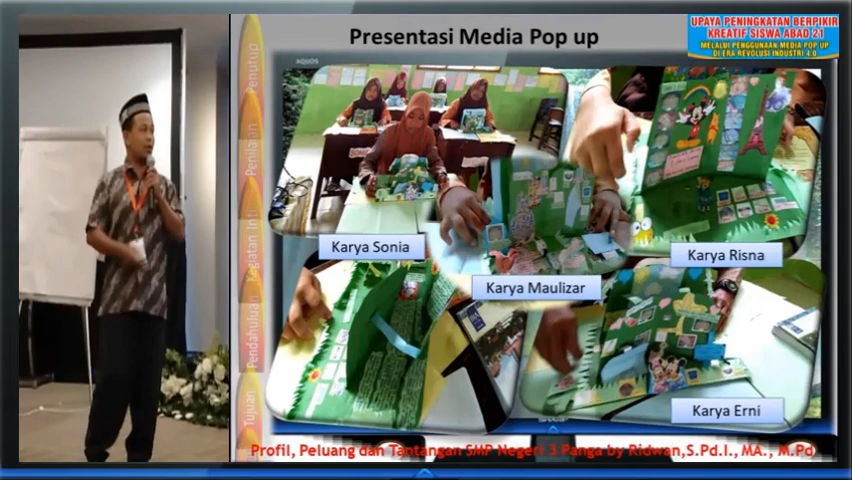 Presentasi Media Pop up
UPAYA PENINGKATAN BERPIKIR
KREATIF SISWA ABAD 21
MELALUI PENGGUNAAN MEDIA POP UP
DI ERA REVOLUSI INDUSTRI 4.0
AQUOS
Penutup
Penilaian
Kegiatan Inti
Pendahuluan
Tujuan
Karya Sonia
Karya Risna
Karya Maulizar
Karya Erni
Profil, Peluang dan Tantangan SMP Negeri 3 Panga by Ridwan,S.Pd.I., MA., M.Pd